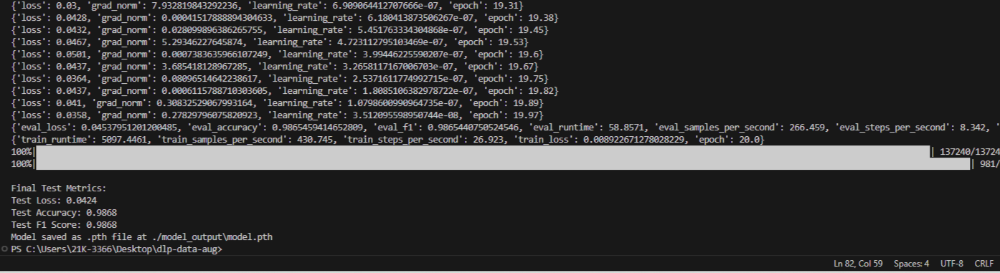 {'loss': 0.03, 'grad_norm': 7.932819843292236, 'learning_rate': 6.909064412707666e-07, 'epoch': 19.31}
{'loss': 0.0428, 'grad_norm': 0.00041517888894304633, 'learning_rate': 6.180413873506267e-07, 'epoch': 19.38}
{'loss': 0.0432, 'grad_norm': 0.028099896386265755, 'learning_rate': 5.451763334304868e-07, 'epoch': 19.45}
{'loss': 0.0467, 'grad_norm': 5.29346227645874, 'learning_rate': 4.723112795103469e-07, 'epoch': 19.53}
{'loss': 0.0501, 'grad_norm': 0.0007383635966107249, 'learning_rate': 3.99446225590207e-07, 'epoch': 19.6}
{'loss': 0.0437, 'grad_norm': 3.685418128967285, 'learning_rate': 3.2658117167006703e-07, 'epoch': 19.67}
{'loss': 0.0364, 'grad_norm': 0.08096514642238617, 'learning_rate': 2.5371611774992715e-07, 'epoch': 19.75}
{'loss': 0.0437, 'grad_norm': 0.0006115788710303605, 'learning_rate': 1.8085106382978722e-07, 'epoch': 19.82}
{'loss': 0.041, 'grad_norm': 0.30832529067993164, 'learning_rate': 1.0798600990964735e-07, 'epoch': 19.89}
{'loss': 0.0358, 'grad_norm': 0.27829796075820923, 'learning_rate': 3.512095598950744e-08, 'epoch': 19.97}
{'eval_loss': 0.04537951201200485, 'eval_accuracy': 0.9865459414652809, 'eval_f1': 0.9865440750524546, 'eval_runtime': 58.8571, 'eval_samples_per_second': 266.459, 'eval_steps_per_second': 8.342, '
{'train_runtime': 5097.4461, 'train_samples_per_second': 430.745, 'train_steps_per_second': 26.923, 'train_loss': 0.008922671278028229, 'epoch': 20.0}
100%| | 137240/13724
100%| | 981/
Final Test Metrics:
Test Loss: 0.0424
Test Accuracy: 0.9868
Test F1 Score: 0.9868
Model saved as .pth file at ./model_output\model.pth
PS C:\Users\21K-3366\Desktop\dlp-data-aug>
Ln 82, Col 59 Spaces: 4 UTF-8 CRLF